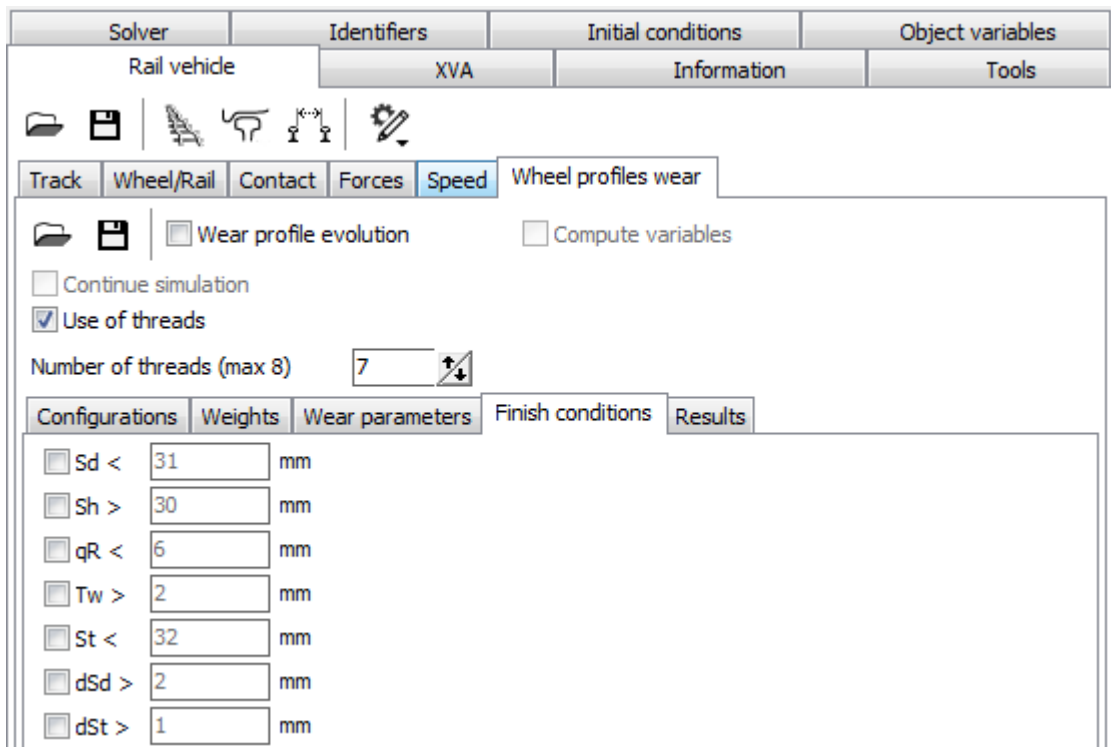 Solver Identifiers Initial conditions Object variables
Rail vehicle XVA Information Tools
Track Wheel/Rail Contact Forces Speed Wheel profiles wear
Wear profile evolution Compute variables
Continue simulation
Use of threads
Number of threads (max 8) 7
Configurations Weights Wear parameters Finish conditions Results
Sd < 31 mm
Sh > 30 mm
qR < 6 mm
Tw > 2 mm
St < 32 mm
dSd > 2 mm
dSt > 1 mm